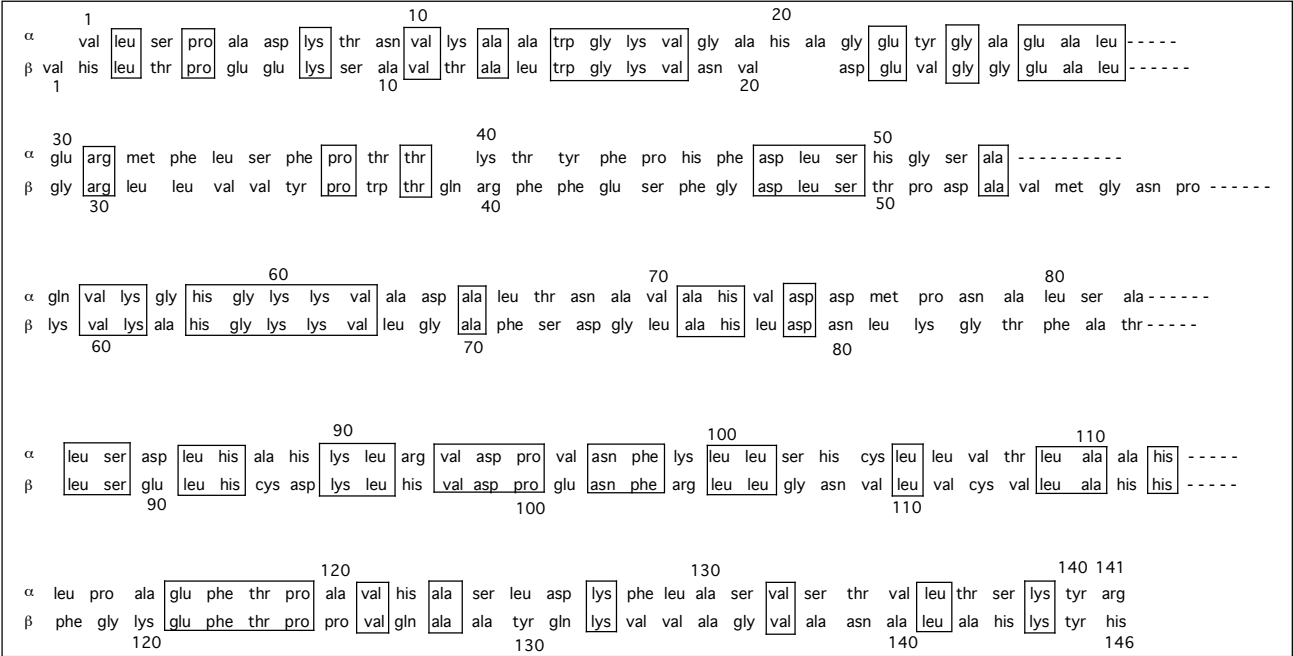 1 10 20
α val leu ser pro ala asp lys thr asn val lys ala ala trp gly lys val gly ala his ala gly glu tyr gly ala glu ala leu - - - - -
β val his leu thr pro glu glu lys ser ala val thr ala leu trp gly lys val asn val asp glu val gly gly glu ala leu - - - - - -
1 10 20
30 40 50
α glu arg met phe leu ser phe pro thr thr lys thr tyr phe pro his phe asp leu ser his gly ser ala - - - - - - - - - -
β gly arg leu leu val val tyr pro trp thr gln arg phe phe glu ser phe gly asp leu ser thr pro asp ala val met gly asn pro - - - - - -
30 40 50
60 70 80
α gln val lys gly his gly lys lys val ala asp ala leu thr asn ala val ala his val asp asp met pro asn ala leu ser ala - - - - - -
β lys val lys ala his gly lys lys val leu gly ala phe ser asp gly leu ala his leu asp asn leu lys gly thr phe ala thr - - - - -
60 70 80
90 100 110
α leu ser asp leu his ala his lys leu arg val asp pro val asn phe lys leu leu ser his cys leu leu val thr leu ala ala his - - - - -
β leu ser glu leu his cys asp lys leu his val asp pro glu asn phe arg leu leu gly asn val leu val cys val leu ala his his - - - - -
90 100 110
120 130 140 141
α leu pro ala glu phe thr pro ala val his ala ser leu asp lys phe leu ala ser val ser thr val leu thr ser lys tyr arg
β phe gly lys glu phe thr pro pro val gln ala ala tyr gln lys val val ala gly val ala asn ala leu ala his lys tyr his
120 130 140 146